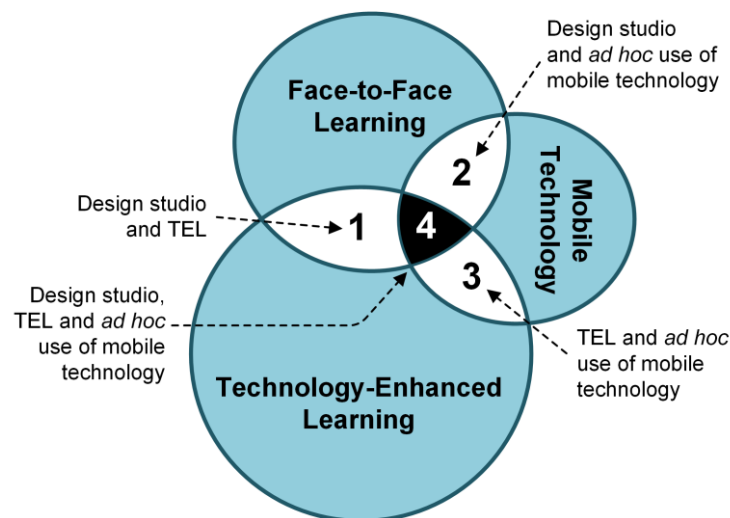 Design studio
and ad hoc use of
mobile technology
Face-to-Face
Learning
2
Mobile
Technology
Design studio
and TEL
1
4
3
Design studio,
TEL and ad hoc
use of mobile
technology
TEL and ad hoc
use of mobile
technology
Technology-Enhanced
Learning